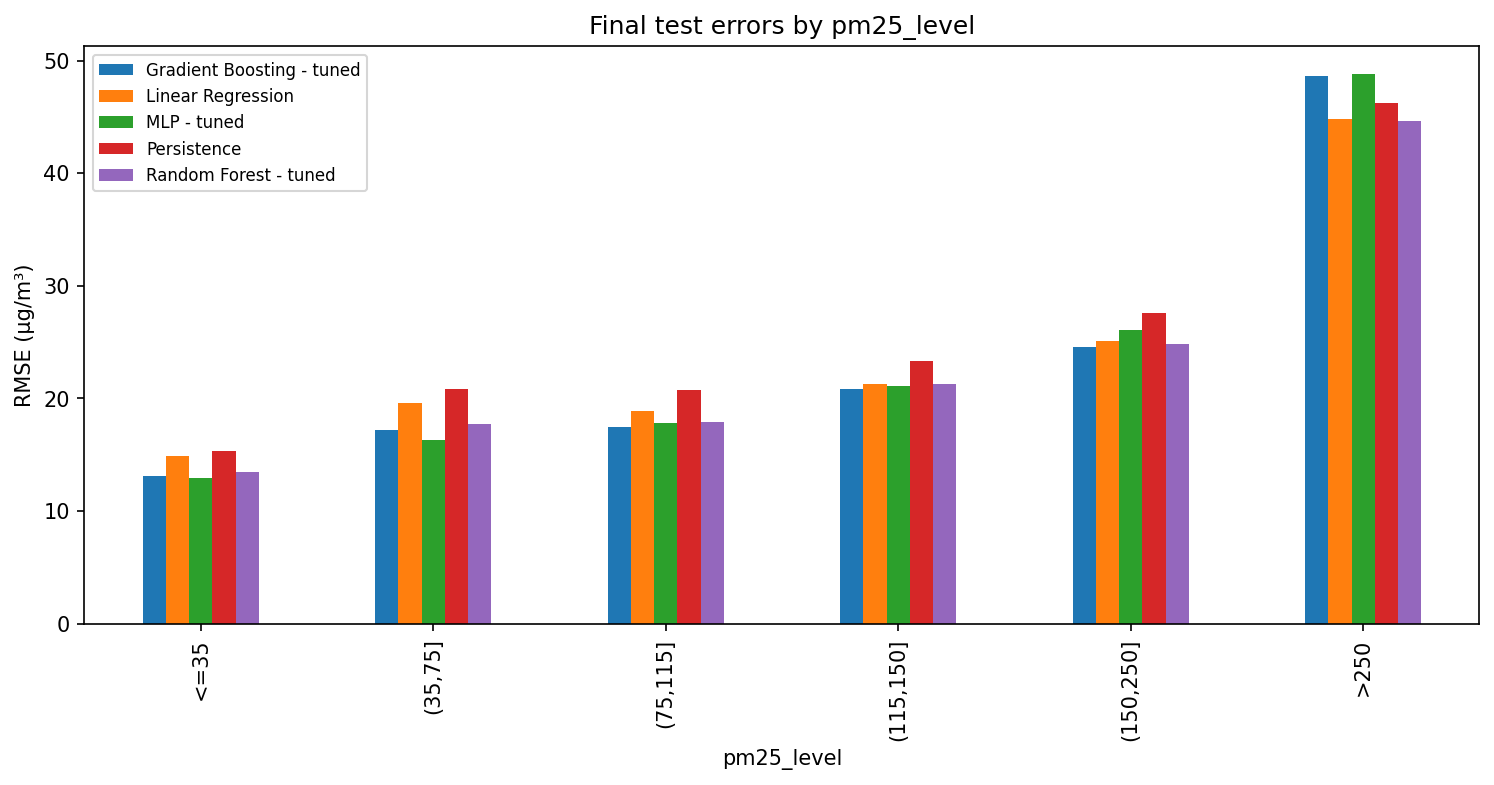 Final test errors by pm25_level
Gradient Boosting - tuned
Linear Regression
MLP - tuned
Persistence
Random Forest - tuned
RMSE (µg/m³)
50
40
30
20
10
0
<=35
(35,75]
(75,115]
(115,150]
(150,250]
>250
pm25_level